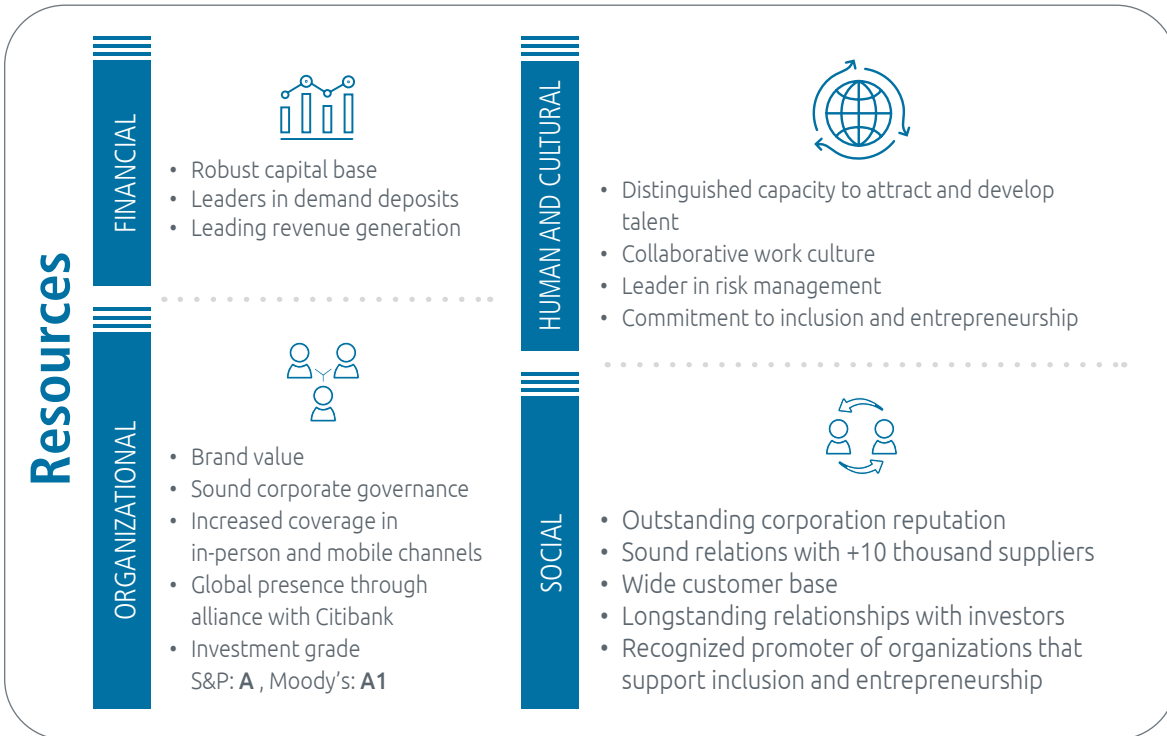 Resources
FINANCIAL
• Robust capital base
• Leaders in demand deposits
• Leading revenue generation
ORGANIZATIONAL
• Brand value
• Sound corporate governance
• Increased coverage in
in-person and mobile channels
• Global presence through
alliance with Citibank
• Investment grade
S&P: A , Moody's: A1
HUMAN AND CULTURAL
• Distinguished capacity to attract and develop
talent
• Collaborative work culture
• Leader in risk management
• Commitment to inclusion and entrepreneurship
SOCIAL
• Outstanding corporation reputation
• Sound relations with +10 thousand suppliers
• Wide customer base
• Longstanding relationships with investors
• Recognized promoter of organizations that
support inclusion and entrepreneurship